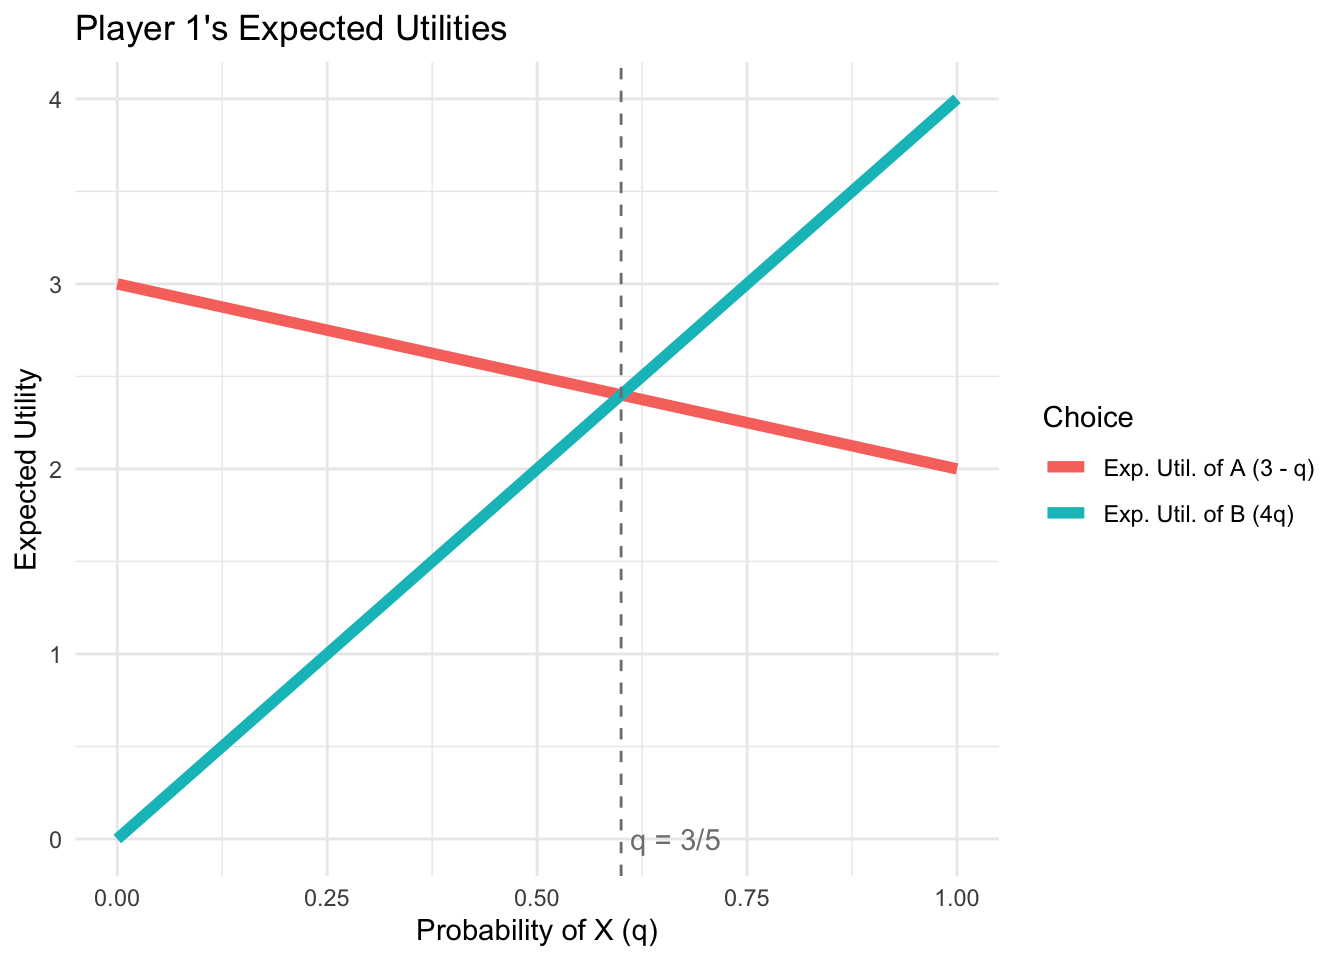 Player 1's Expected Utilities
4
3
2
1
0
Expected Utility
q = 3/5
0.00 0.25 0.50 0.75 1.00
Probability of X (q)
Choice
Exp. Util. of A (3 - q)
Exp. Util. of B (4q)